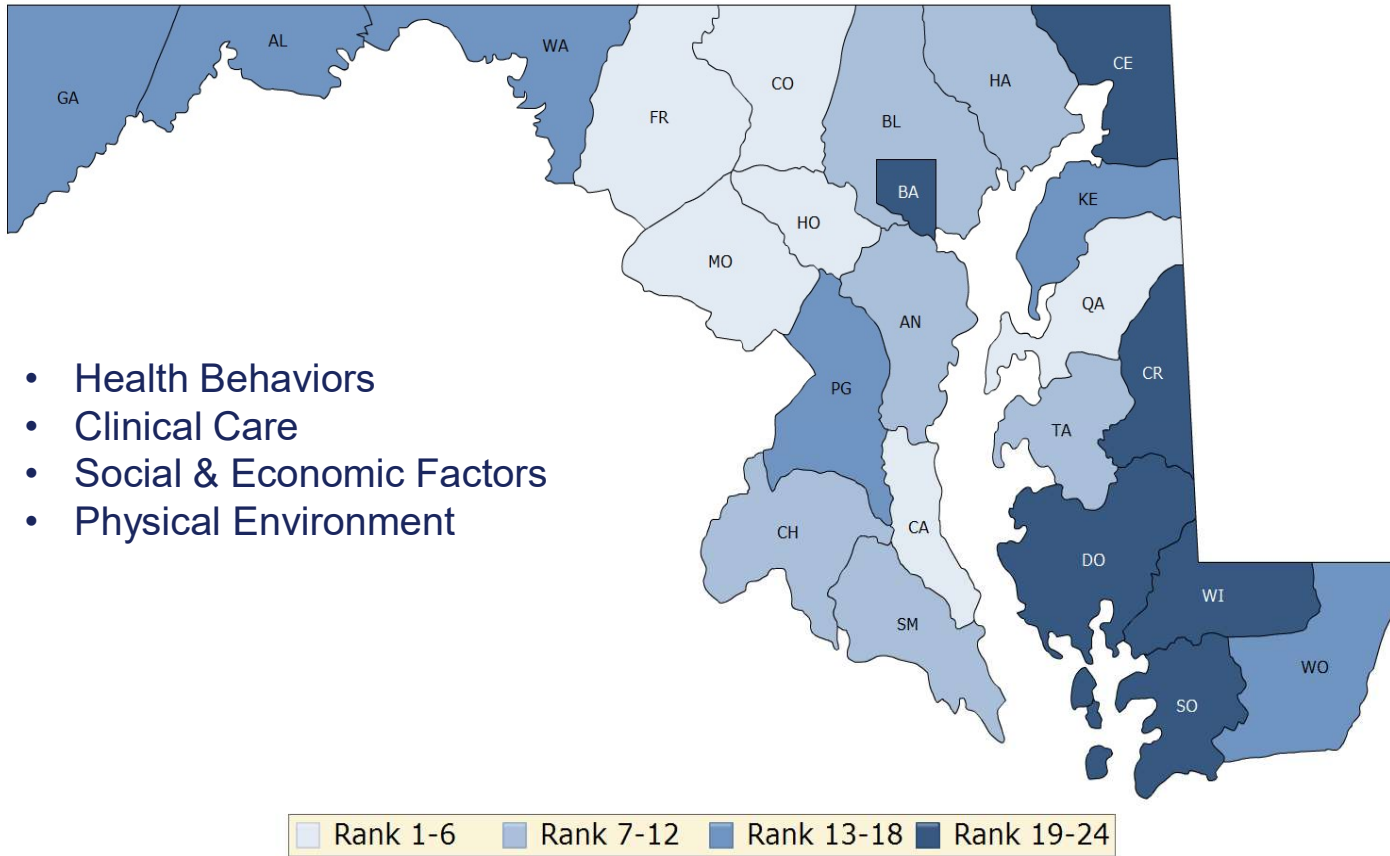 GA
AL
WA
FR
CO
BL
HA
CE
BA
KE
HO
MO
AN
QA
PG
CR
TA
CH
CA
DO
SM
WI
WO
SO
• Health Behaviors
• Clinical Care
• Social & Economic Factors
• Physical Environment
Rank 1-6 Rank 7-12 Rank 13-18 Rank 19-24